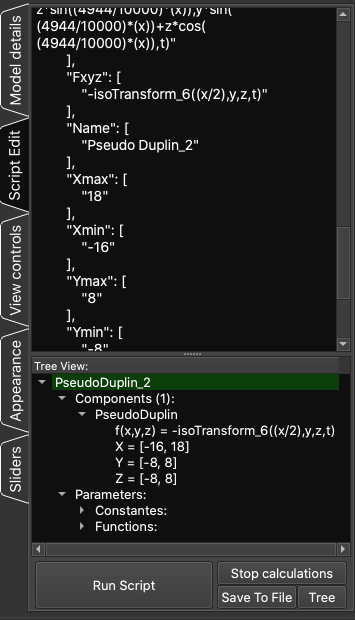 Model details
Script Edit
View controls
Appearance
Sliders
z*sin((4944/10000)*(x)),y*sin(
(4944/10000)*(x))+z*cos(
(4944/10000)*(x)),t)"
],
"Fxyz": [
"-isoTransform_6((x/2),y,z,t)"
],
"Name": [
"Pseudo Duplin_2"
],
"Xmax": [
"18"
],
"Xmin": [
"-16"
],
"Ymax": [
"8"
],
"Ymin": [
"-8"
Tree View:
PseudoDuplin_2
Components (1):
PseudoDuplin
f(x,y,z) = -isoTransform_6((x/2),y,z,t)
X = [-16, 18]
Y = [-8, 8]
Z = [-8, 8]
Parameters:
Constantes:
Functions:
Run Script
Stop calculations
Save To File
Tree